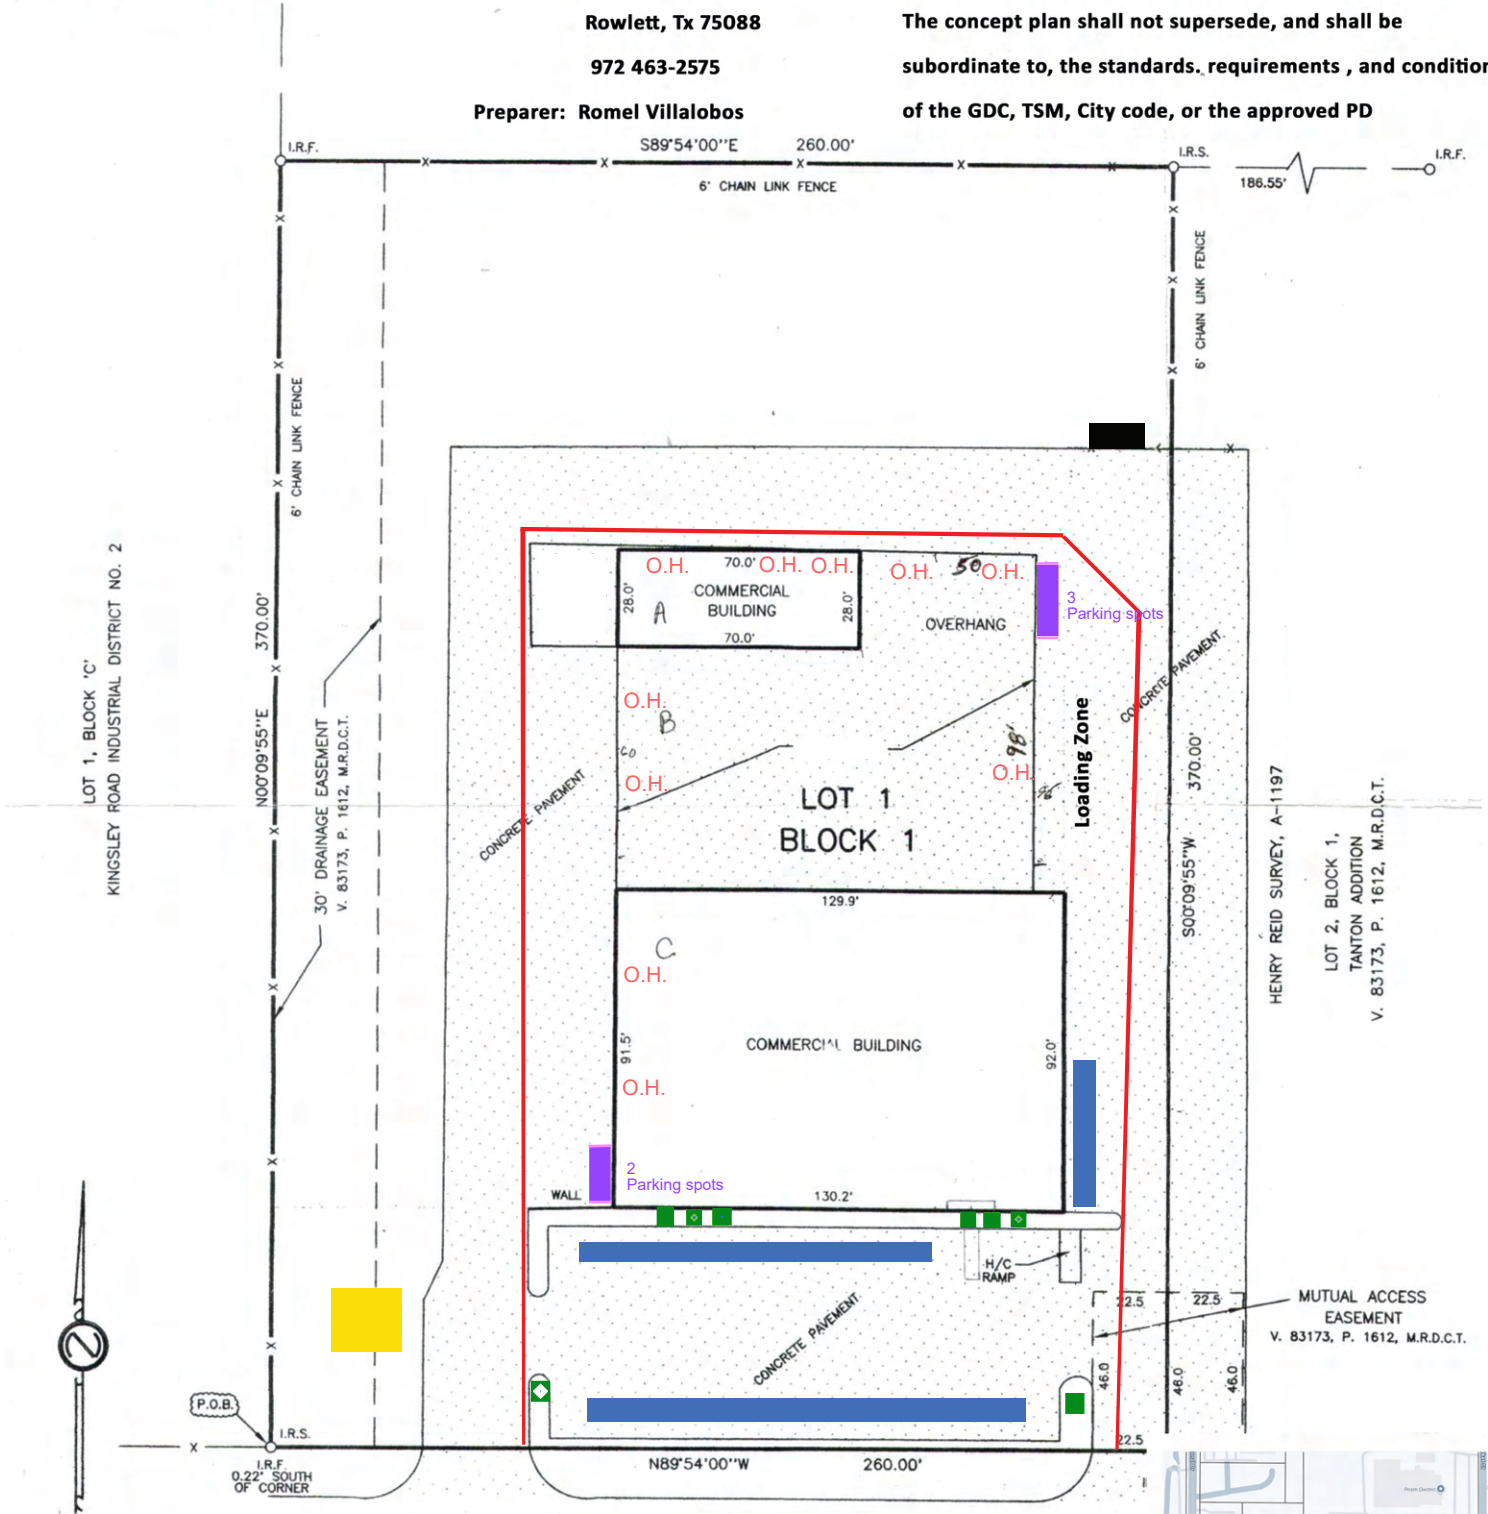 Rowlett, Tx 75088
972 463-2575
Preparer: Romel Villalobos
The concept plan shall not supersede, and shall be
subordinate to, the standards. requirements , and condition
of the GDC, TSM, City code, or the approved PD
I.R.F.
S89°54'00''E
260.00'
I.R.S.
I.R.F.
6' CHAIN LINK FENCE
186.55'
6' CHAIN LINK FENCE
6' CHAIN LINK FENCE
LOT 1, BLOCK 'C'
KINGSLEY ROAD INDUSTRIAL DISTRICT NO. 2
N00°09'55''E
370.00'
30' DRAINAGE EASEMENT
V. 83173, P. 1612, M.R.D.C.T.
O.H.
70.0'
O.H.
O.H.
O.H.
50
O.H.
28.0'
A
COMMERCIAL
BUILDING
28.0'
70.0'
OVERHANG
3
Parking spots
CONCRETE PAVEMENT
O.H.
B
60
O.H.
98'
O.H.
Loading Zone
CONCRETE PAVEMENT
LOT 1
BLOCK 1
S00°09'55''W
370.00'
HENRY REID SURVEY, A-1197
LOT 2, BLOCK 1,
TANTON ADDITION
V. 83173, P. 1612, M.R.D.C.T.
129.9'
C
O.H.
91.5'
COMMERCIAL BUILDING
92.0'
O.H.
2
Parking spots
WALL
130.2'
H/C
RAMP
CONCRETE PAVEMENT
22.5
22.5
MUTUAL ACCESS
EASEMENT
V. 83173, P. 1612, M.R.D.C.T.
46.0
46.0
46.0
22.5
P.O.B.
I.R.S.
I.R.F.
0.22' SOUTH
OF CORNER
N89°54'00''W
260.00'
Prism Electric